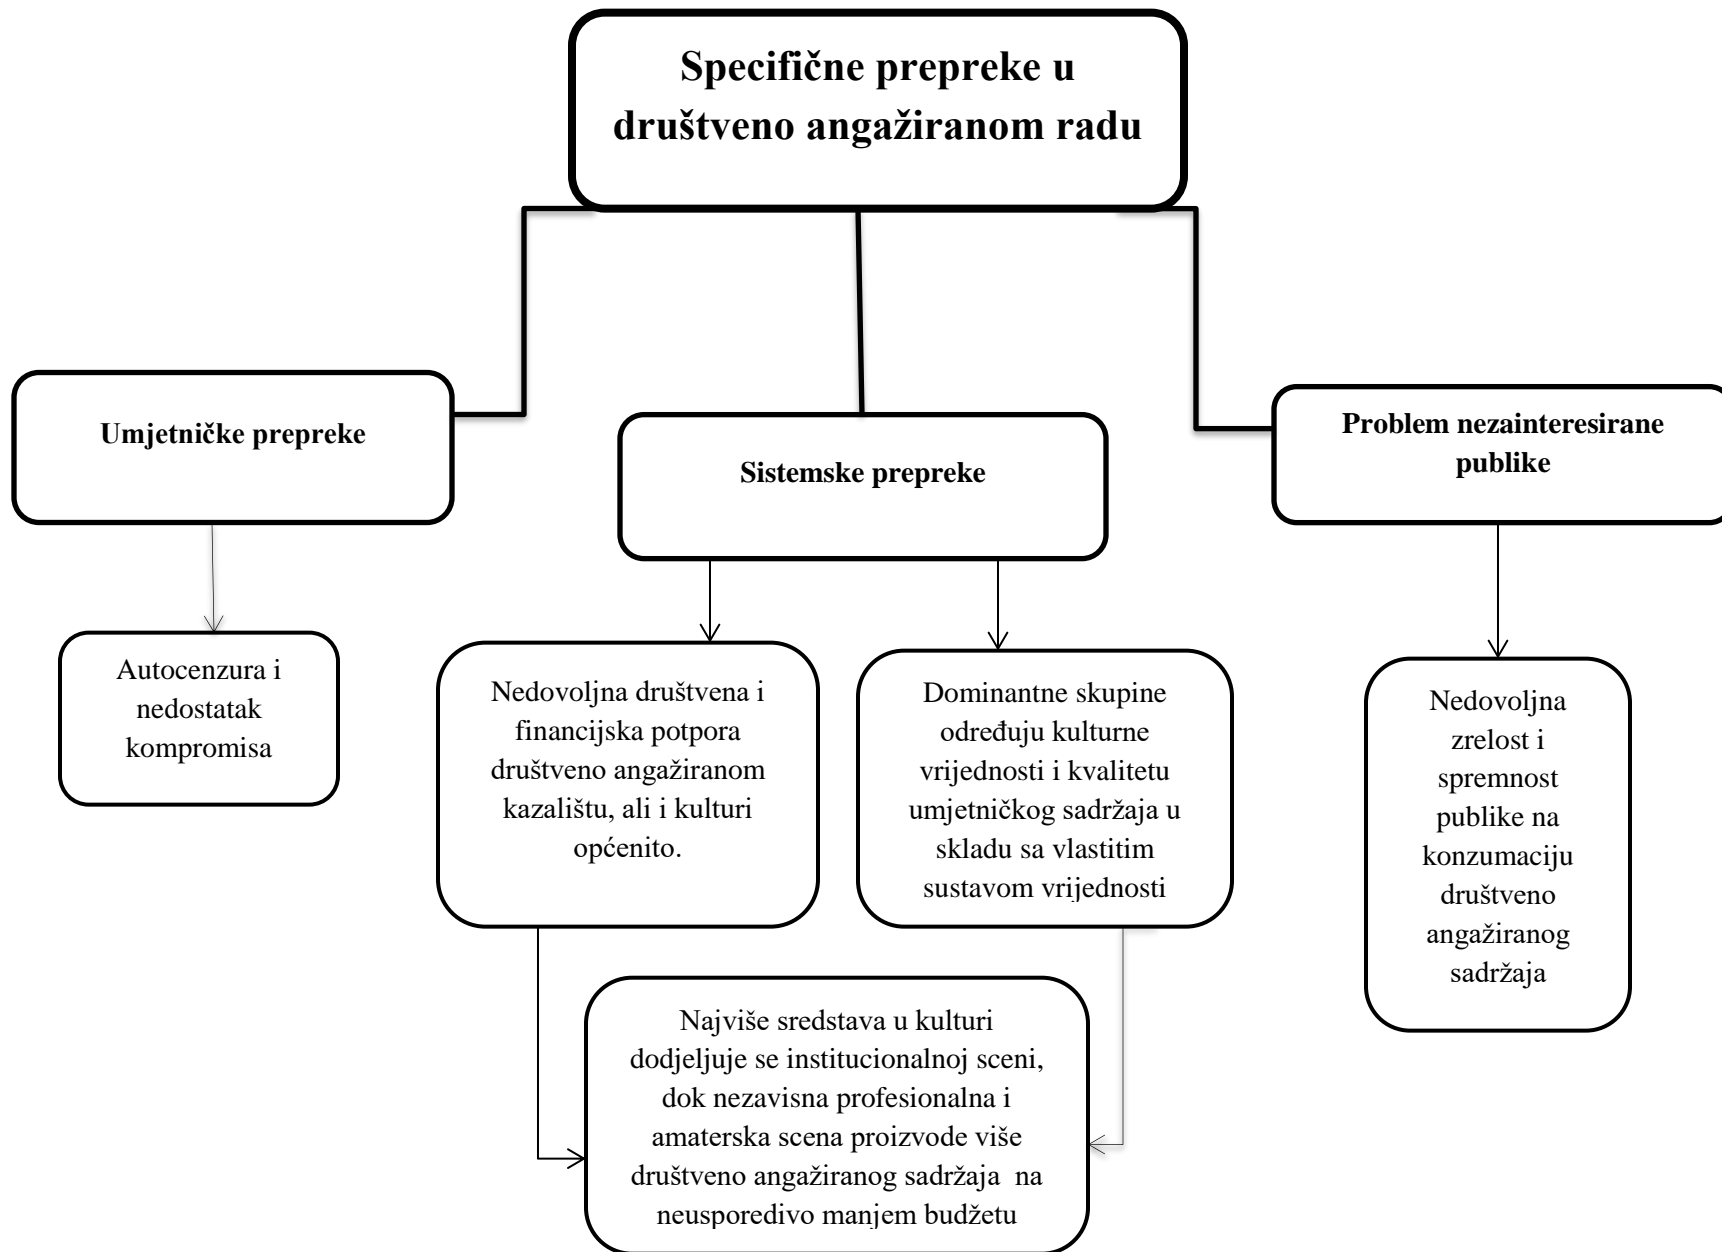 Specifične prepreke u
društveno angažiranom radu
Umjetničke prepreke
Sistemske prepreke
Problem nezainteresirane
publike
Autocenzura i
nedostatak
kompromisa
Nedovoljna društvena i
financijska potpora
društveno angažiranom
kazalištu, ali i kulturi
općenito.
Dominantne skupine
određuju kulturne
vrijednosti i kvalitetu
umjetničkog sadržaja u
skladu sa vlastitim
sustavom vrijednosti
Nedovoljna
zrelost i
spremnost
publike na
konzumaciju
društveno
angažiranog
sadržaja
Najviše sredstava u kulturi
dodjeljuje se institucionalnoj sceni,
dok nezavisna profesionalna i
amaterska scena proizvode više
društveno angažiranog sadržaja  na
neusporedivo manjem budžetu